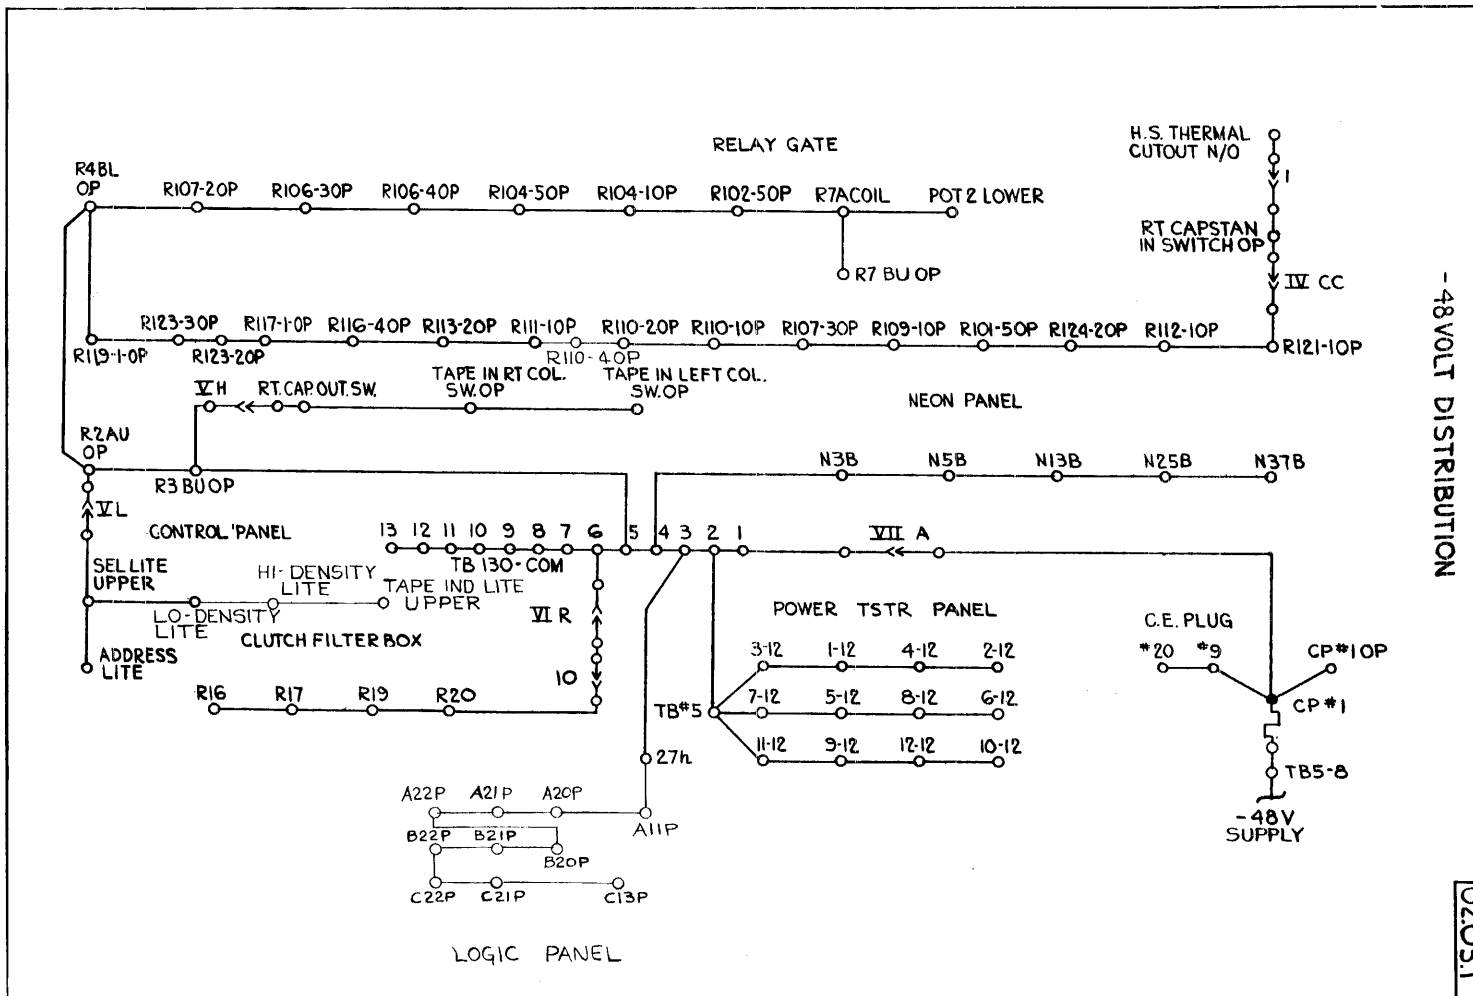 RELAY GATE
H.S. THERMAL
CUTOUT N/O
I
R4BL
OP
R107-2OP
R106-3OP
R106-4OP
R104-5OP
R104-1OP
R102-5OP
R7ACOIL
POT 2 LOWER
RT CAPSTAN
IN SWITCH OP
R7 BU OP
IV CC
R119-1-OP
R123-3OP
R123-2OP
R117-1-OP
R116-4OP
R113-2OP
R111-1OP
R110-4OP
R110-2OP
R110-1OP
R107-3OP
R109-1OP
R101-5OP
R124-2OP
R112-1OP
R121-1OP
V H
RT. CAP. OUT. SW.
TAPE IN RT COL.
SW. OP
TAPE IN LEFT COL.
SW. OP
NEON PANEL
R2AU
OP
R3 BU OP
N3B
N5B
N13B
N25B
N37B
V L
CONTROL PANEL
13 12 11 10 9 8 7 6 5 4 3 2 1
TB 130-COM
VII A
SEL LITE
UPPER
HI-DENSITY
LITE
TAPE IND LITE
UPPER
LO-DENSITY
LITE
VI R
ADDRESS
LITE
CLUTCH FILTER BOX
10
R16
R17
R19
R20
POWER TSTR PANEL
3-12
1-12
4-12
2-12
7-12
5-12
8-12
6-12
TB#5
11-12
9-12
12-12
10-12
C.E. PLUG
#20
#9
CP#1 OP
CP#1
TB5-8
-48V
SUPPLY
27h
A22P
A21P
A20P
A11P
B22P
B21P
B20P
C22P
C21P
C13P
LOGIC PANEL
-48 VOLT DISTRIBUTION
02.05.1